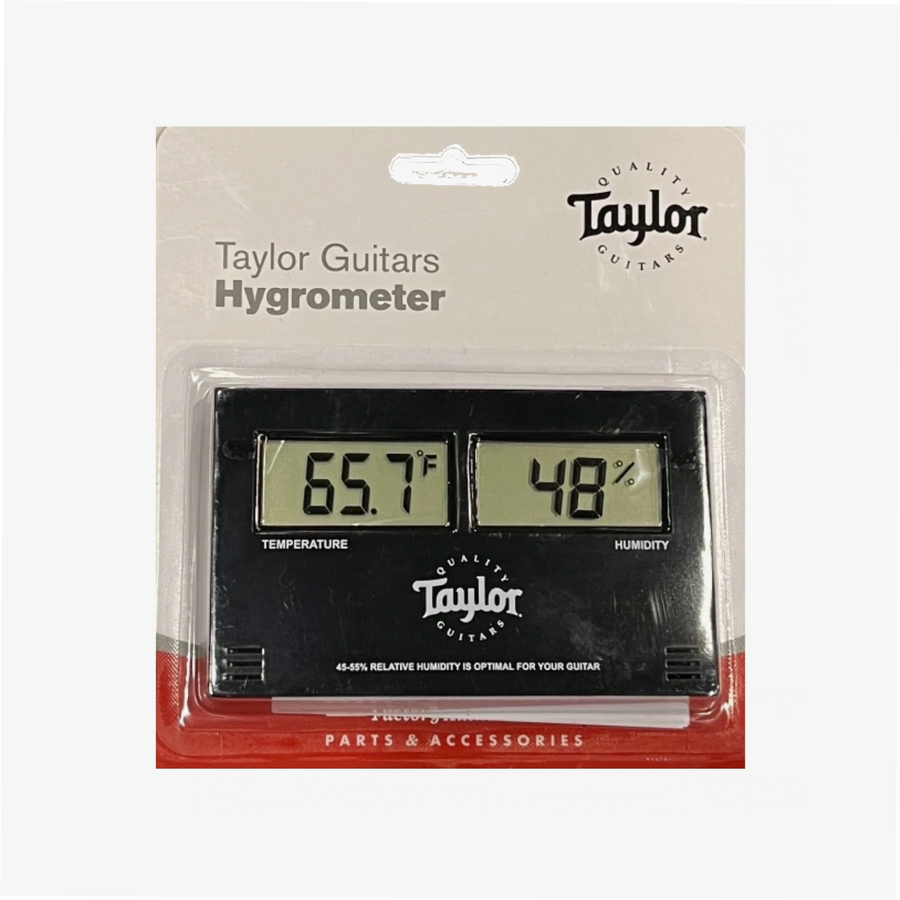 QUALITY
Taylor
GUITARS
Taylor Guitars
Hygrometer
65.7°F
48%
TEMPERATURE
HUMIDITY
QUALITY
Taylor
GUITARS
45-55% RELATIVE HUMIDITY IS OPTIMAL FOR YOUR GUITAR
PARTS & ACCESSORIES